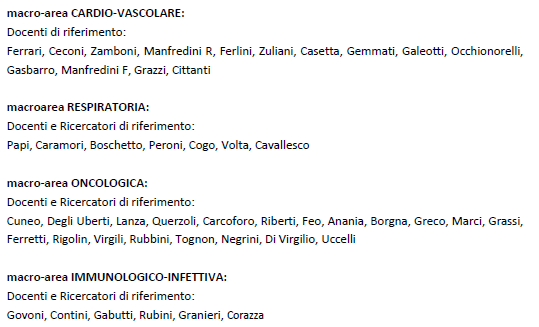 macro-area CARDIO-VASCOLARE:
Docenti di riferimento:
Ferrari, Ceconi, Zamboni, Manfredini R, Ferlini, Zuliani, Casetta, Gemmati, Galeotti, Occhionorelli,
Gasbarro, Manfredini F, Grazzi, Cittanti
macroarea RESPIRATORIA:
Docenti e Ricercatori di riferimento:
Papi, Caramori, Boschetto, Peroni, Cogo, Volta, Cavallesco
macro-area ONCOLOGICA:
Docenti e Ricercatori di riferimento:
Cuneo, Degli Uberti, Lanza, Querzoli, Carcoforo, Riberti, Feo, Anania, Borgna, Greco, Marci, Grassi,
Ferretti, Rigolin, Virgili, Rubbini, Tognon, Negrini, Di Virgilio, Uccelli
macro-area IMMUNOLOGICO-INFETTIVA:
Docenti e Ricercatori di riferimento:
Govoni, Contini, Gabutti, Rubini, Granieri, Corazza